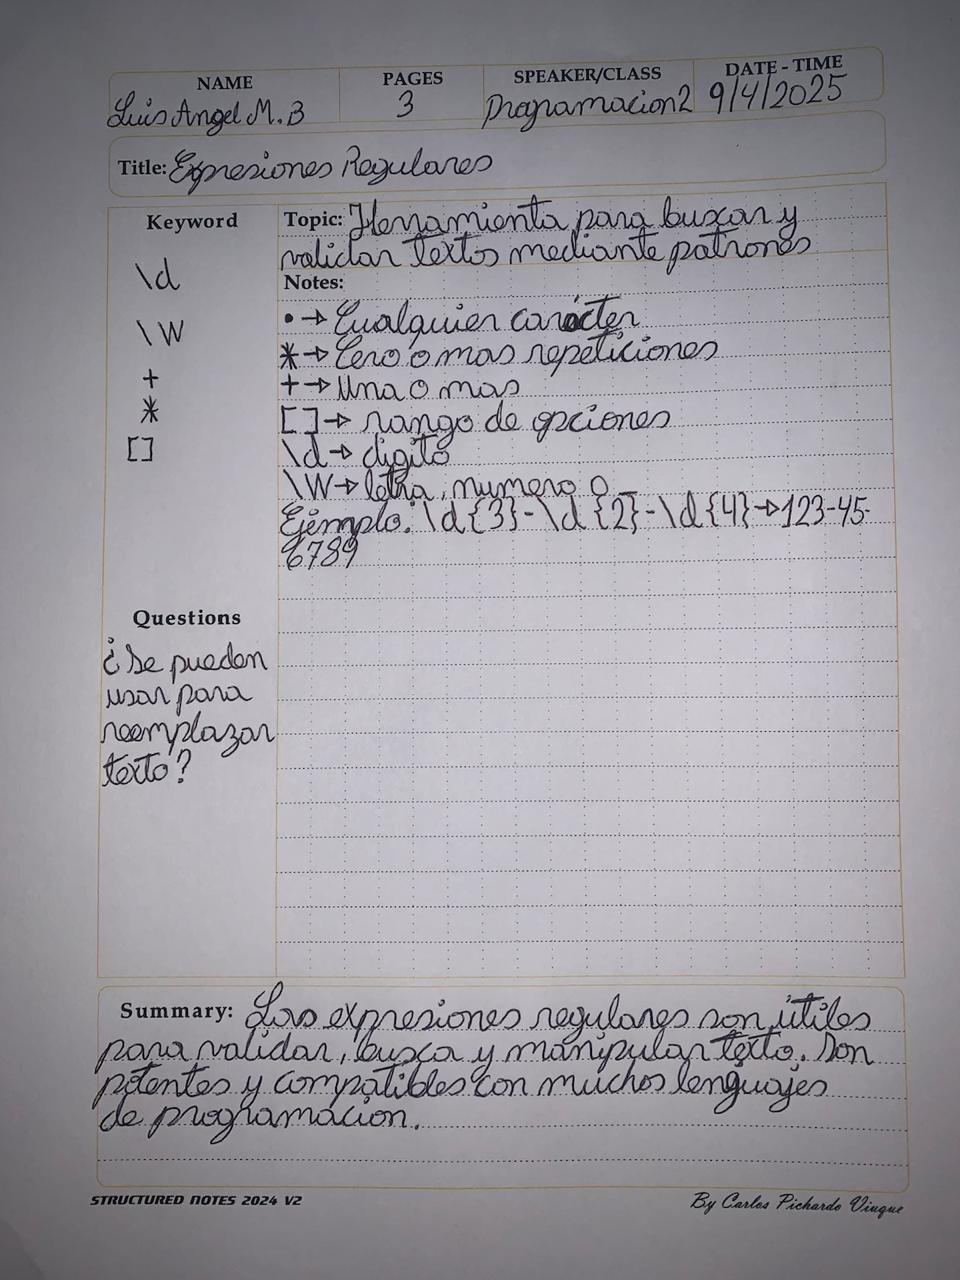 NAME PAGES SPEAKER/CLASS DATE - TIME
Luis Angel M.B 3 Programacion2 9/4/2025
Title: Expresiones Regulares
Keyword
\d
\W
+
*
[]
Topic: Herramienta para buscar y
validar textos mediante patrones
Notes:
• → Cualquier carácter
* → Cero o mas repeticiones
+ → Una o mas
[] → rango de opciones
\d → digito
\W → letra, numero o _
Ejemplo: \d{3}-\d{2}-\d{4} → 123-45-
6789
Questions
¿Se pueden
usar para
reemplazar
texto?
Summary: Las expresiones regulares son útiles
para validar, busca y manipular texto. Son
potentes y compatibles con muchos lenguajes
de programación.
STRUCTURED NOTES 2024 V2 By Carlos Pichardo Viuque